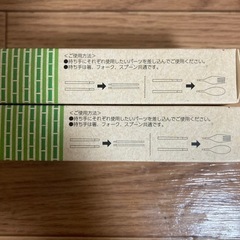 <ご使用方法>
●持ち手にそれぞれ使用したいパーツを差し込んでご使用ください。
●持ち手は箸、フォーク、スプーン共通です。
<ご使用方法>
●持ち手にそれぞれ使用したいパーツを差し込んでご使用ください。
●持ち手は箸、フォーク、スプーン共通です。